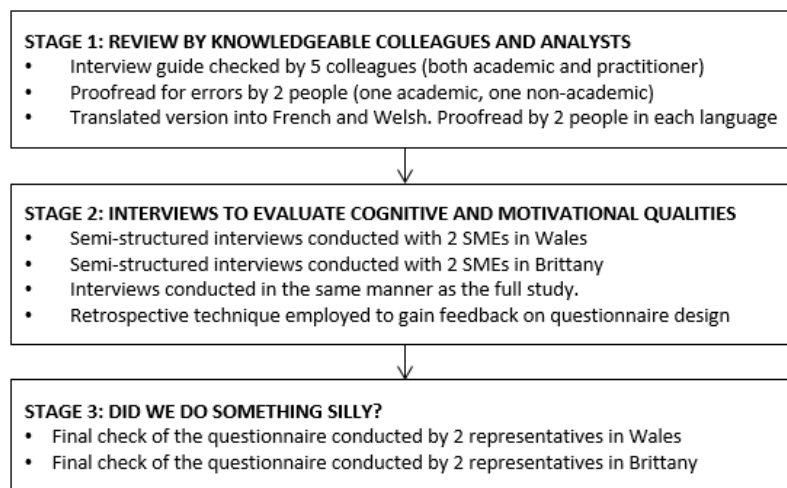 STAGE 1: REVIEW BY KNOWLEDGEABLE COLLEAGUES AND ANALYSTS
• Interview guide checked by 5 colleagues (both academic and practitioner)
• Proofread for errors by 2 people (one academic, one non-academic)
• Translated version into French and Welsh. Proofread by 2 people in each language
STAGE 2: INTERVIEWS TO EVALUATE COGNITIVE AND MOTIVATIONAL QUALITIES
• Semi-structured interviews conducted with 2 SMEs in Wales
• Semi-structured interviews conducted with 2 SMEs in Brittany
• Interviews conducted in the same manner as the full study.
• Retrospective technique employed to gain feedback on questionnaire design
STAGE 3: DID WE DO SOMETHING SILLY?
• Final check of the questionnaire conducted by 2 representatives in Wales
• Final check of the questionnaire conducted by 2 representatives in Brittany